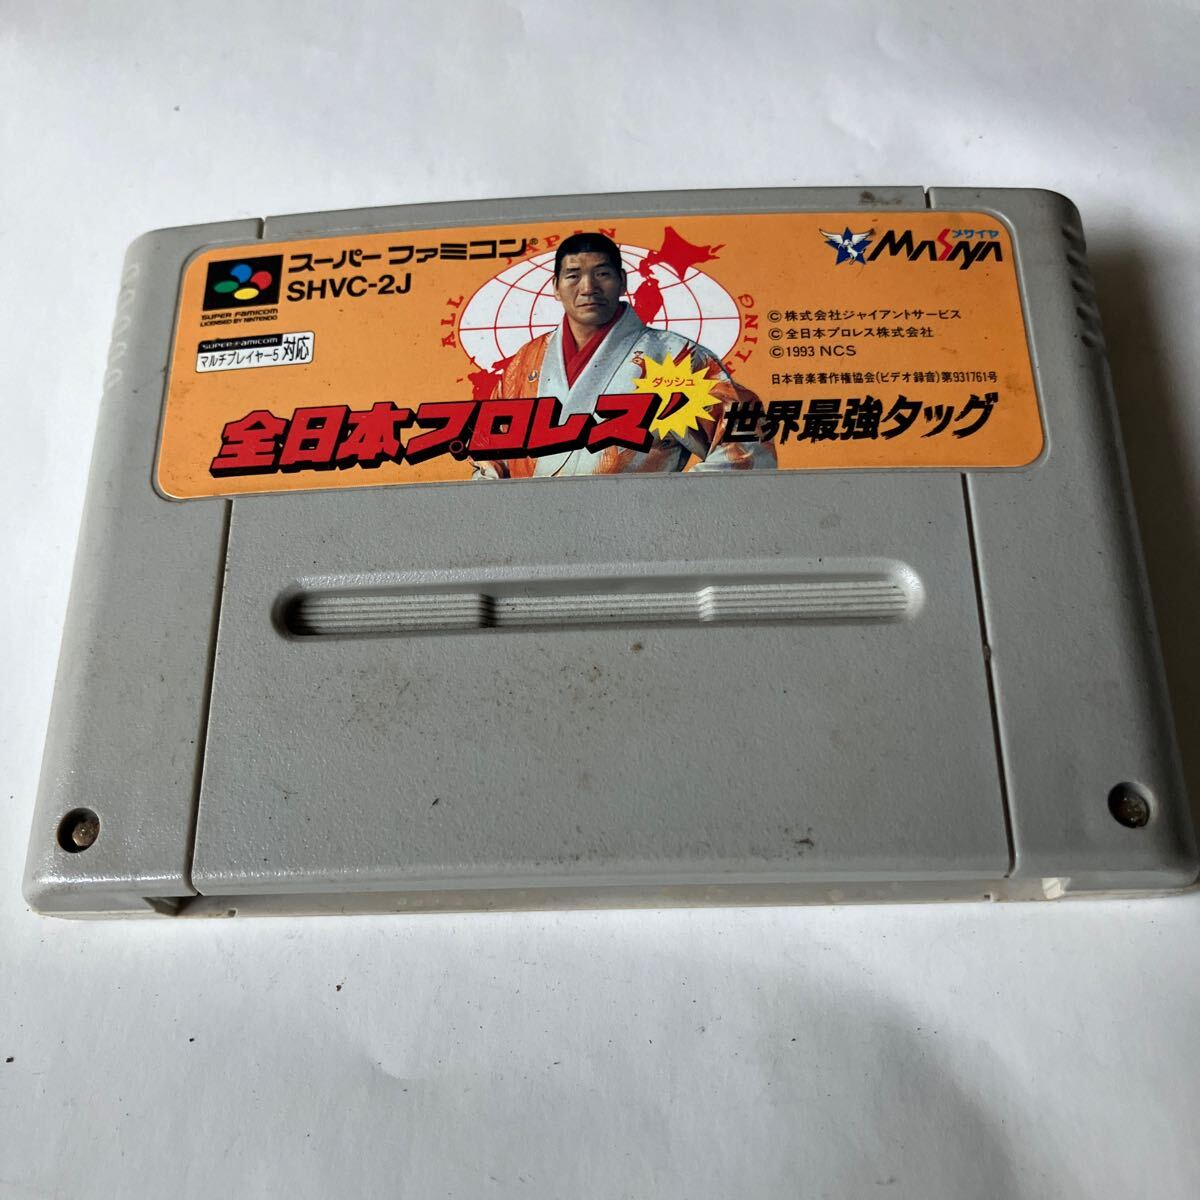 スーパーファミコン®
SHVC-2J
SUPER FAMICOM
LICENSED BY NINTENDO
SUPER FAMICOM
マルチプレイヤー5 対応
ALL JAPAN
メサイヤ
MASAYA
©株式会社ジャイアントサービス
©全日本プロレス株式会社
©1993 NCS
日本音楽著作権協会(ビデオ録音)第931761号
ダッシュ
全日本プロレス' 世界最強タッグ